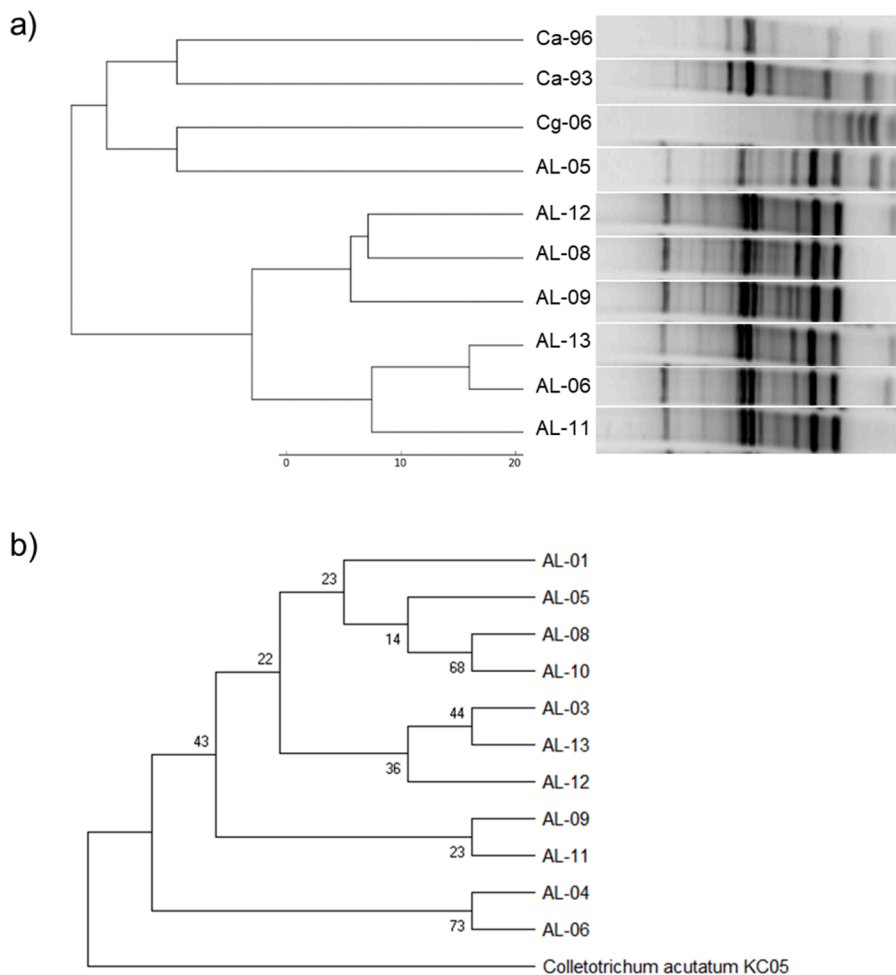 a)
Ca-96
Ca-93
Cg-06
AL-05
AL-12
AL-08
AL-09
AL-13
AL-06
AL-11
0 10 20
b)
AL-01
23
AL-05
14
AL-08
68
AL-10
22
AL-03
44
AL-13
43
36
AL-12
AL-09
23
AL-11
AL-04
73
AL-06
Colletotrichum acutatum KC05